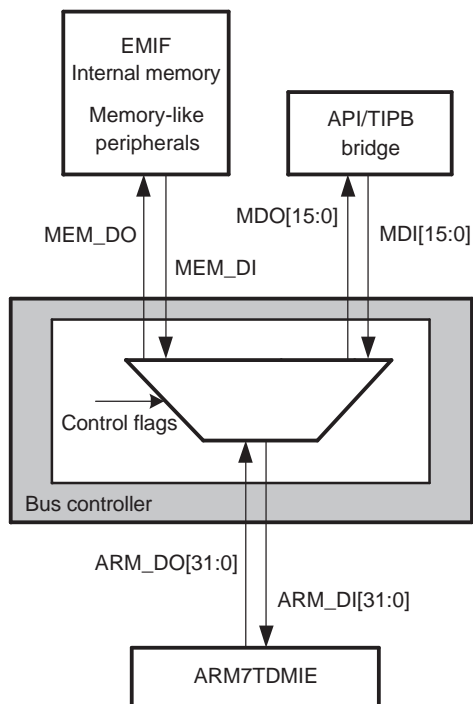 EMIF
Internal memory
Memory-like
peripherals
API/TIPB
bridge
MDO[15:0]
MEM_DO
MDI[15:0]
MEM_DI
Control flags
Bus controller
ARM_DO[31:0]
ARM_DI[31:0]
ARM7TDMIE